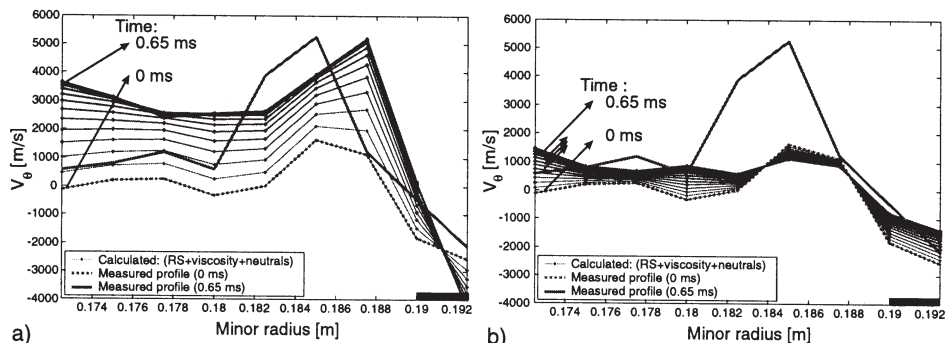 6000
5000
4000
3000
2000
1000
0
-1000
-2000
-3000
-4000
Vθ [m/s]
Time:
0.65 ms
0 ms
Calculated: (RS+viscosity+neutrals)
Measured profile (0 ms)
Measured profile (0.65 ms)
0.174 0.176 0.178 0.18 0.182 0.184 0.186 0.188 0.19 0.192
Minor radius [m]
a)
6000
5000
4000
3000
2000
1000
0
-1000
-2000
-3000
-4000
Vθ [m/s]
Time :
0.65 ms
0 ms
Calculated: (RS+viscosity+neutrals)
Measured profile (0 ms)
Measured profile (0.65 ms)
0.174 0.176 0.178 0.18 0.182 0.184 0.186 0.188 0.19 0.192
Minor radius [m]
b)